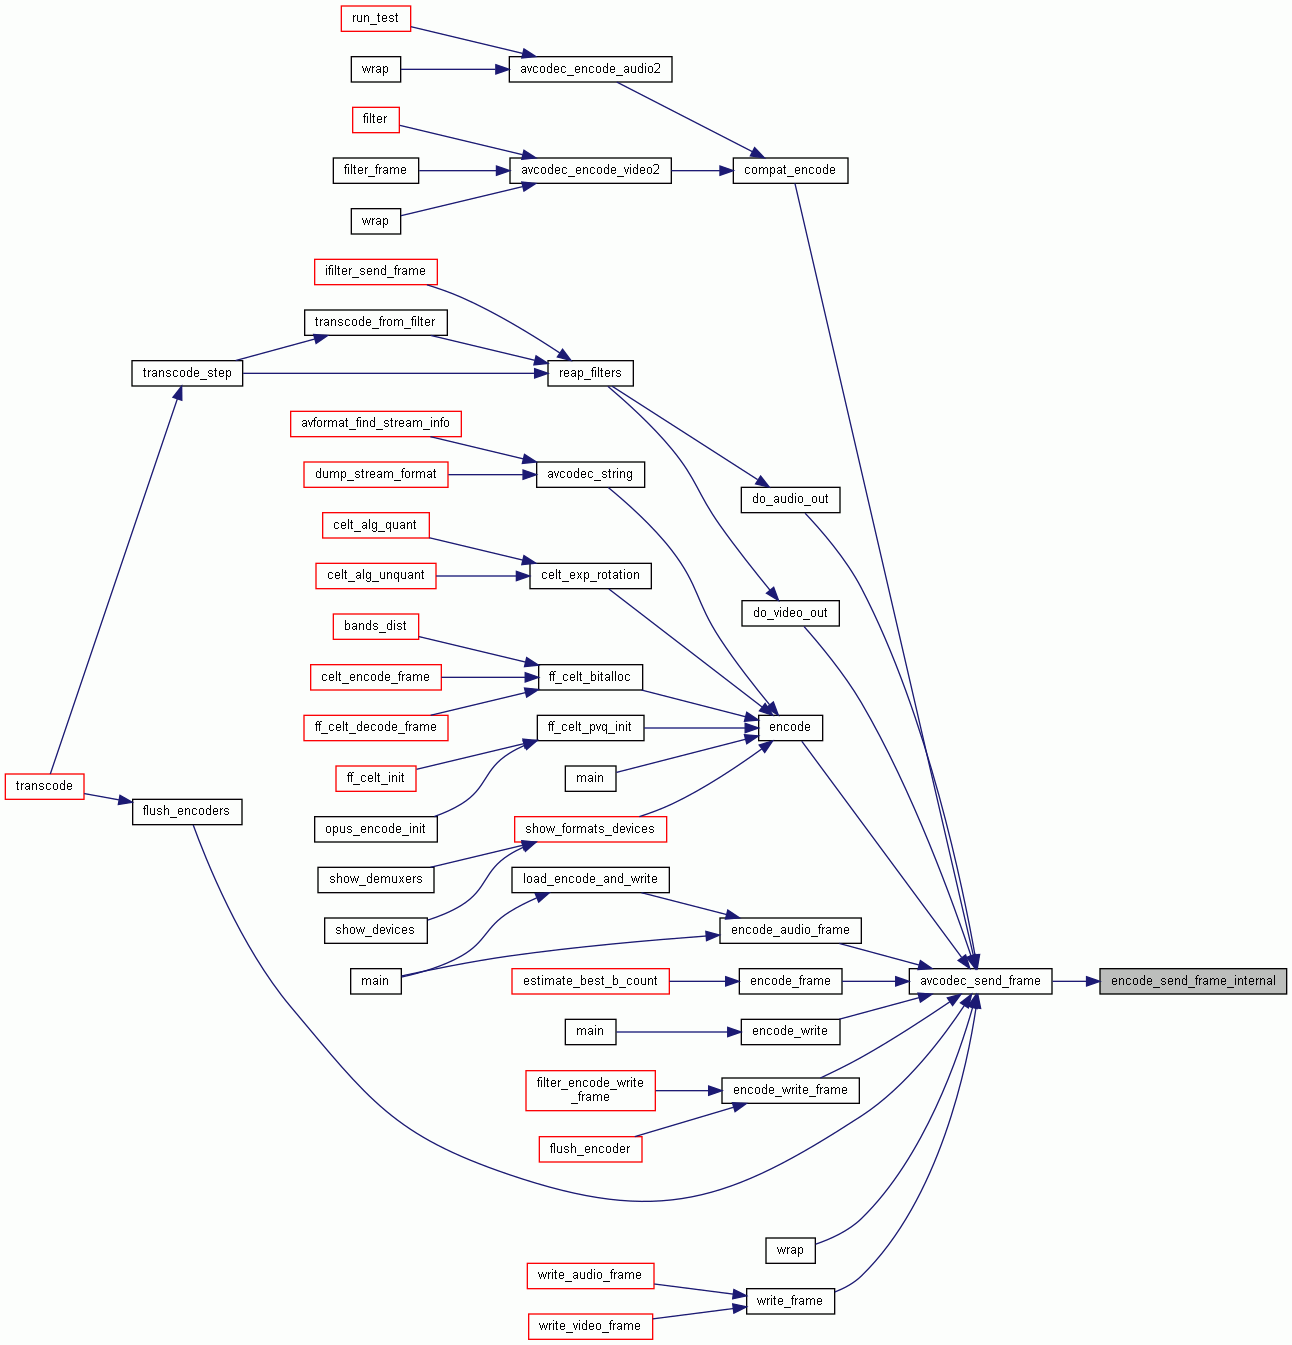 run_test
wrap
avcodec_encode_audio2
filter
filter_frame
avcodec_encode_video2
compat_encode
wrap
ifilter_send_frame
transcode_from_filter
transcode_step
reap_filters
avformat_find_stream_info
dump_stream_format
avcodec_string
do_audio_out
celt_alg_quant
celt_alg_unquant
celt_exp_rotation
do_video_out
bands_dist
celt_encode_frame
ff_celt_bitalloc
ff_celt_decode_frame
ff_celt_pvq_init
encode
ff_celt_init
main
transcode
flush_encoders
opus_encode_init
show_formats_devices
show_demuxers
load_encode_and_write
show_devices
encode_audio_frame
main
estimate_best_b_count
encode_frame
avcodec_send_frame
encode_send_frame_internal
main
encode_write
filter_encode_write
_frame
encode_write_frame
flush_encoder
wrap
write_audio_frame
write_frame
write_video_frame